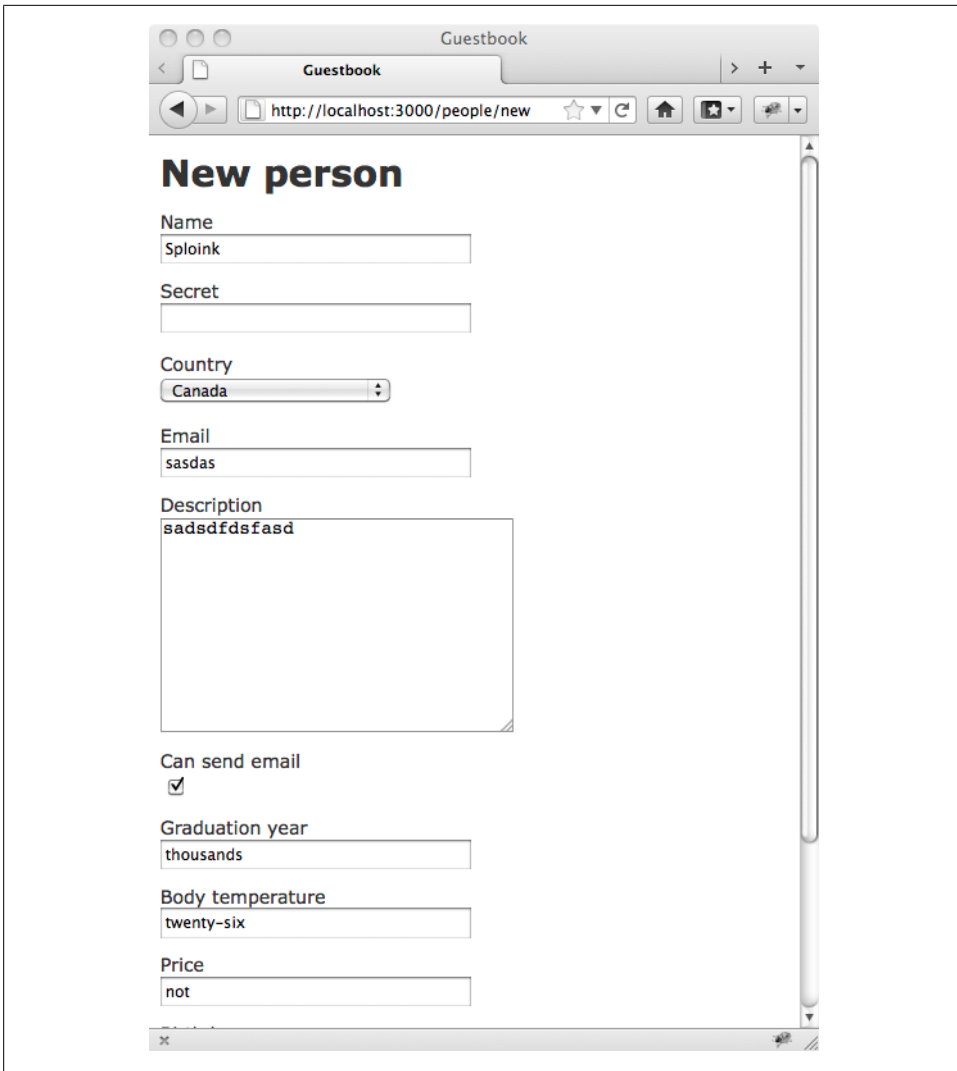 Guestbook
Guestbook
http://localhost:3000/people/new
New person
Name
Sploink
Secret
Country
Canada
Email
sasdas
Description
sadsdfdsfasd
Can send email
Graduation year
thousands
Body temperature
twenty-six
Price
not